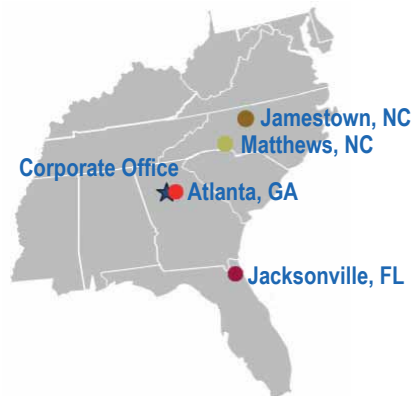 Jamestown, NC
Matthews, NC
Corporate Office
Atlanta, GA
Jacksonville, FL